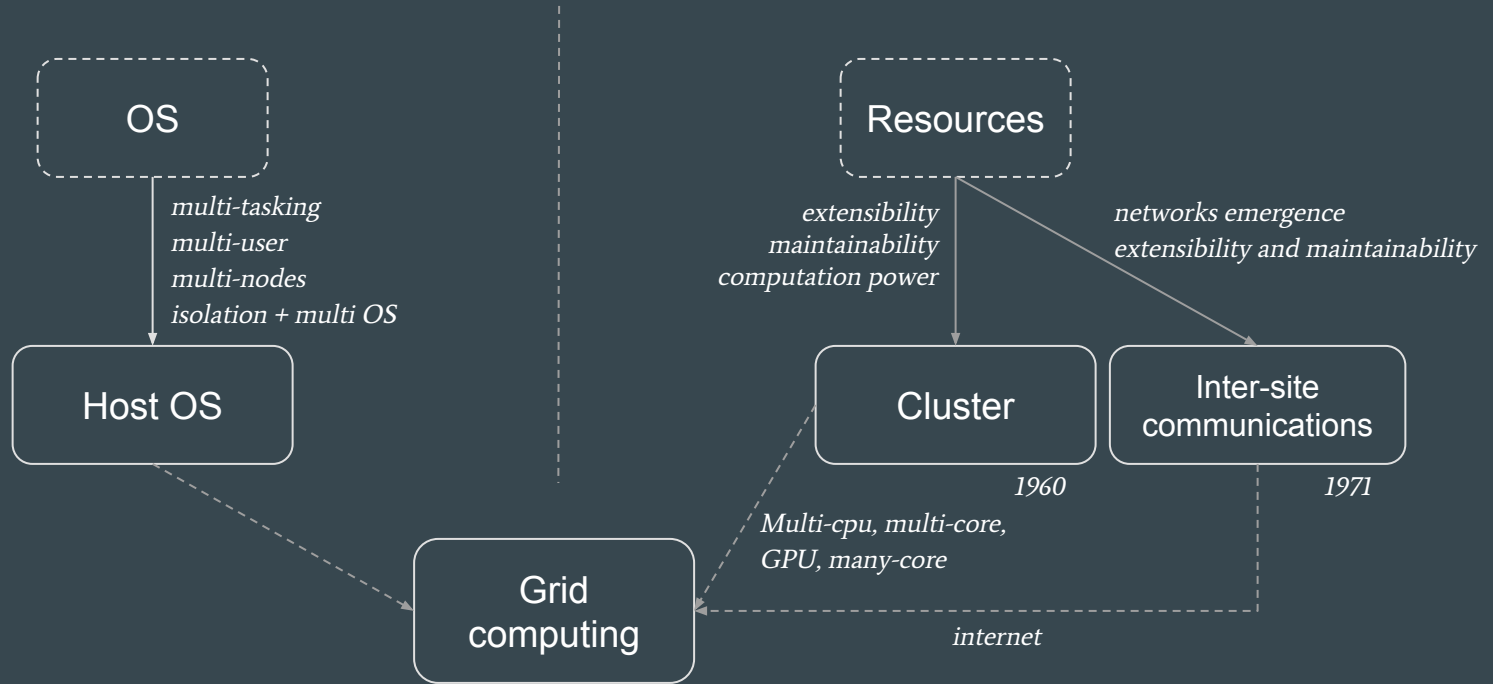 OS
multi-tasking
multi-user
multi-nodes
isolation + multi OS
Host OS
Resources
extensibility
maintainability
computation power
networks emergence
extensibility and maintainability
Cluster
1960
Inter-site
communications
1971
Multi-cpu, multi-core,
GPU, many-core
internet
Grid
computing